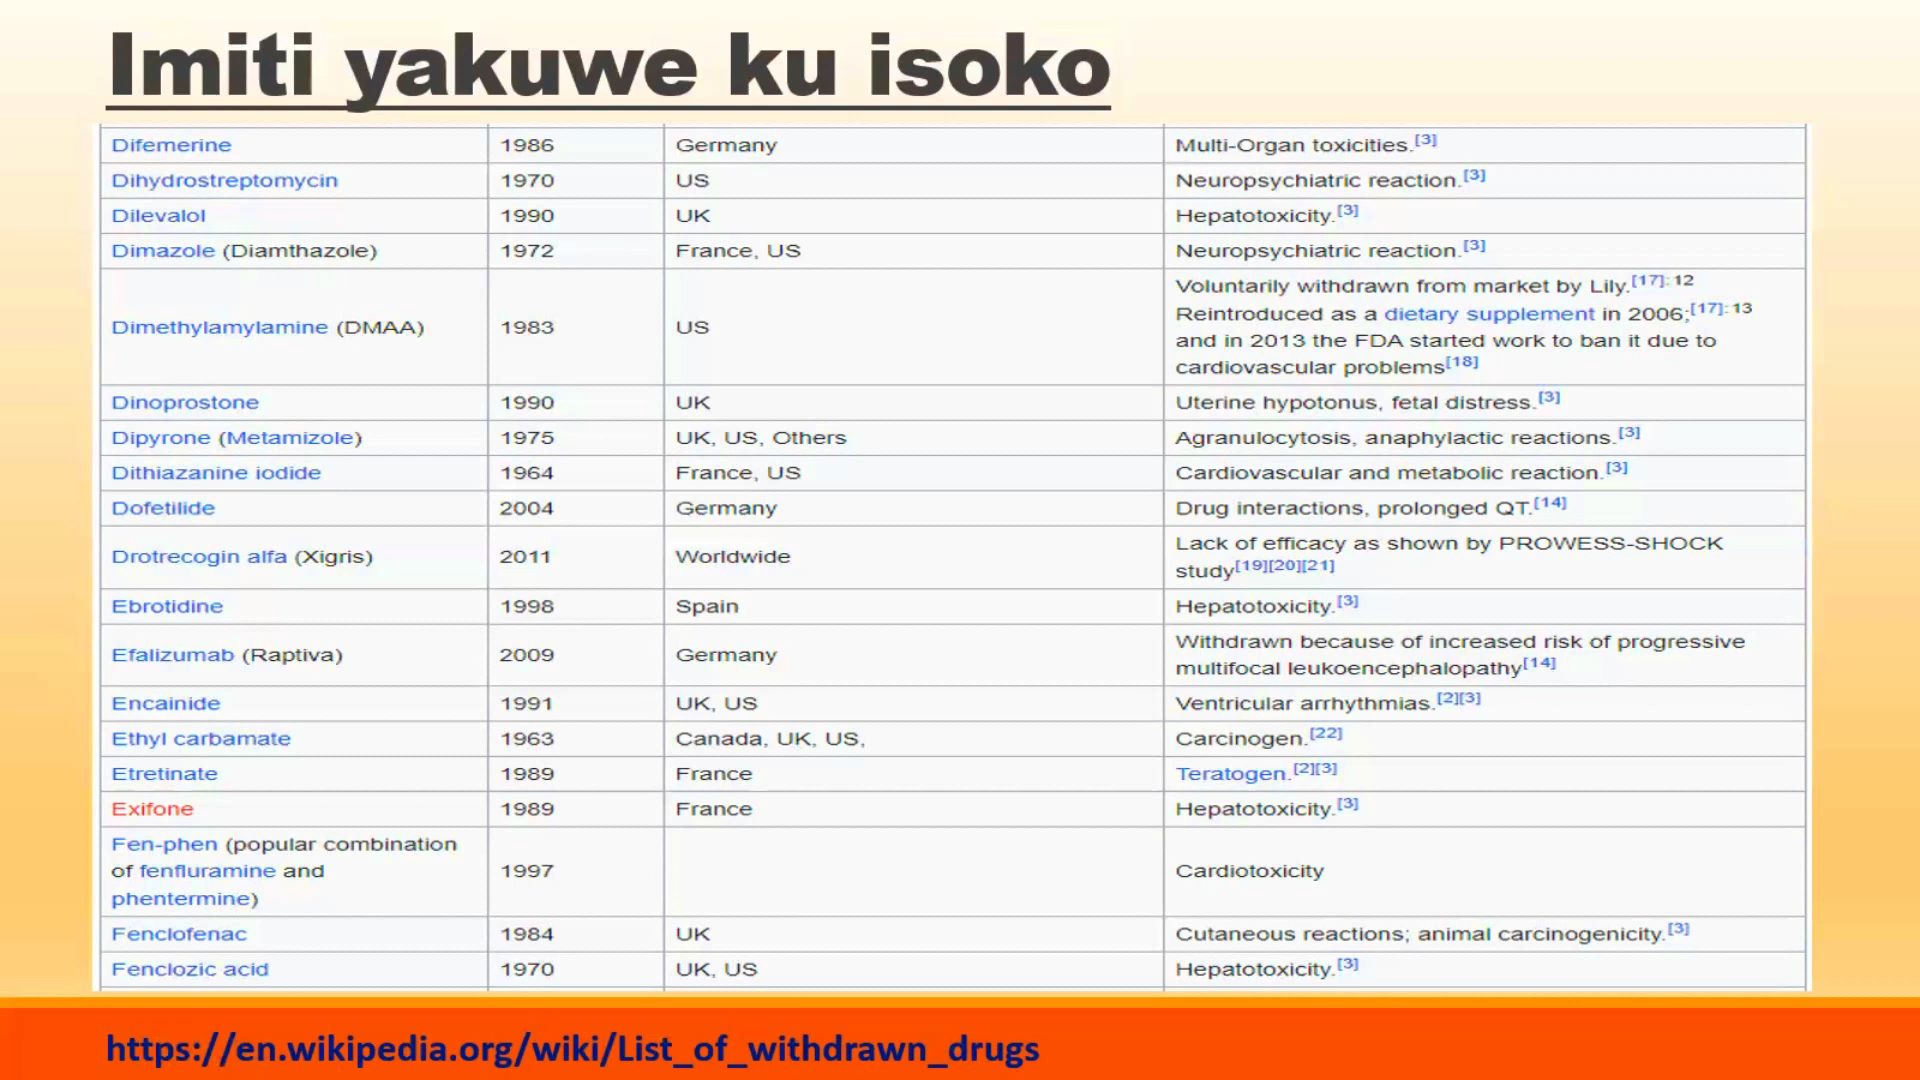 Imiti yakuwe ku isoko
Difemerine 1986 Germany Multi-Organ toxicities.[3]
Dihydrostreptomycin 1970 US Neuropsychiatric reaction.[3]
Dilevalol 1990 UK Hepatotoxicity.[3]
Dimazole (Diamthazole) 1972 France, US Neuropsychiatric reaction.[3]
Dimethylamylamine (DMAA) 1983 US Voluntarily withdrawn from market by Lily.[17]:12
Reintroduced as a dietary supplement in 2006;[17]:13
and in 2013 the FDA started work to ban it due to
cardiovascular problems[18]
Dinoprostone 1990 UK Uterine hypotonus, fetal distress.[3]
Dipyrone (Metamizole) 1975 UK, US, Others Agranulocytosis, anaphylactic reactions.[3]
Dithiazanine iodide 1964 France, US Cardiovascular and metabolic reaction.[3]
Dofetilide 2004 Germany Drug interactions, prolonged QT.[14]
Drotrecogin alfa (Xigris) 2011 Worldwide Lack of efficacy as shown by PROWESS-SHOCK
study[19][20][21]
Ebrotidine 1998 Spain Hepatotoxicity.[3]
Efalizumab (Raptiva) 2009 Germany Withdrawn because of increased risk of progressive
multifocal leukoencephalopathy[14]
Encainide 1991 UK, US Ventricular arrhythmias.[2][3]
Ethyl carbamate 1963 Canada, UK, US, Carcinogen.[22]
Etretinate 1989 France Teratogen.[2][3]
Exifone 1989 France Hepatotoxicity.[3]
Fen-phen (popular combination
of fenfluramine and
phentermine) 1997 Cardiotoxicity
Fenclofenac 1984 UK Cutaneous reactions; animal carcinogenicity.[3]
Fenclozic acid 1970 UK, US Hepatotoxicity.[3]
https://en.wikipedia.org/wiki/List_of_withdrawn_drugs